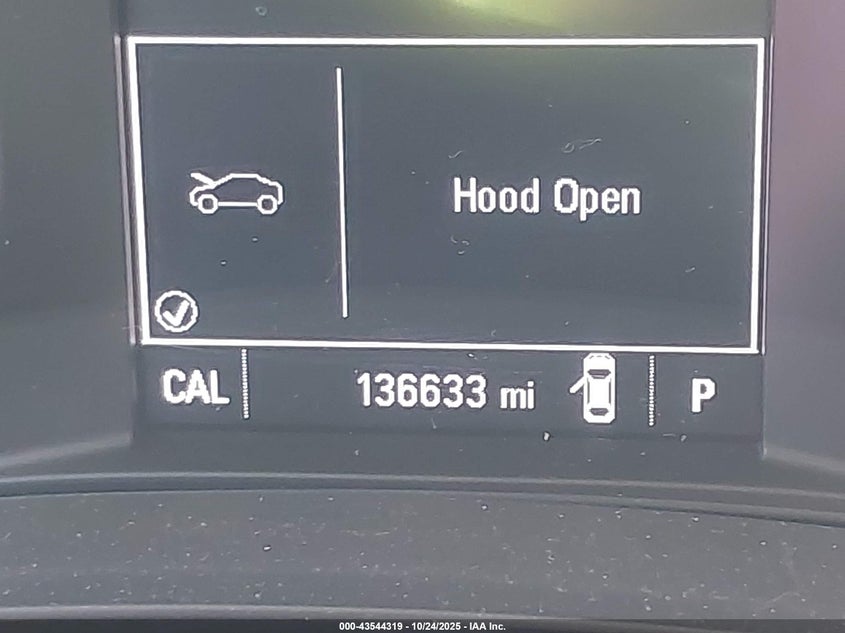 Hood Open
CAL
136633 mi
P
000-43544319 - 10/24/2025 - IAA Inc.